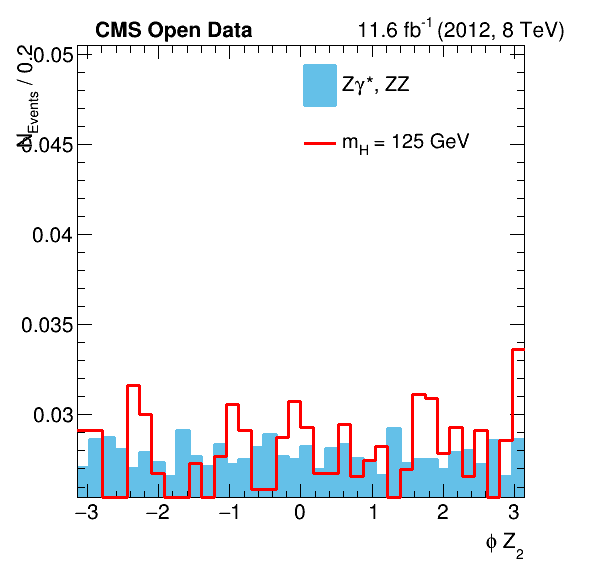 CMS Open Data 11.6 fb-1 (2012, 8 TeV)
0.05
NEvents / 0.2
Zγ*, ZZ
0.045
mH = 125 GeV
0.04
0.035
0.03
−3 −2 −1 0 1 2 3
ϕ Z2